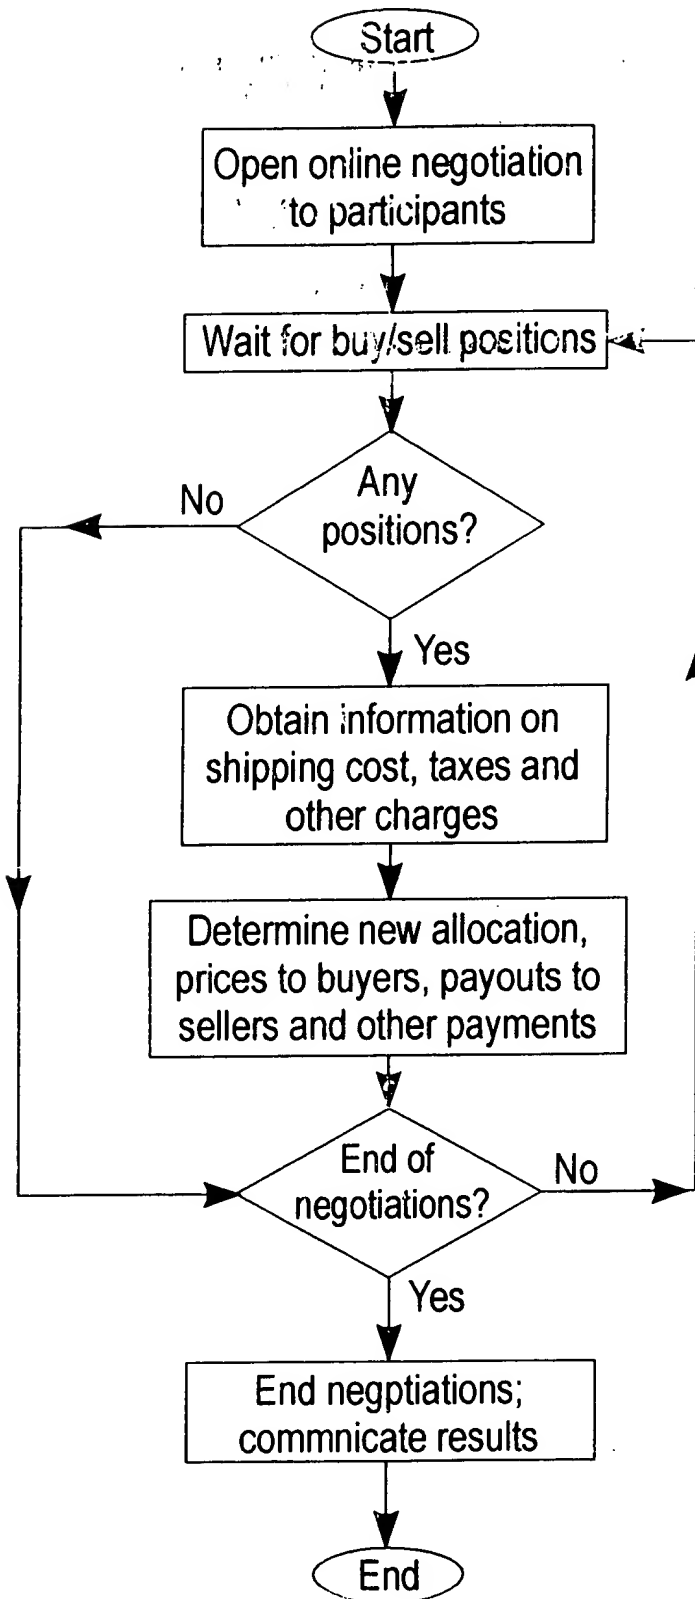 Start
Open online negotiation
to participants
Wait for buy/sell positions
Any
positions?
No
Yes
Obtain information on
shipping cost, taxes and
other charges
Determine new allocation,
prices to buyers, payouts to
sellers and other payments
End of
negotiations?
No
Yes
End negptiations;
commnicate results
End